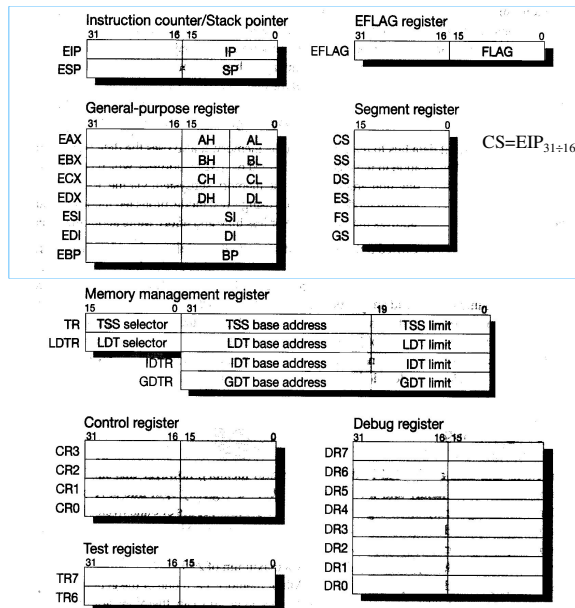 Instruction counter/Stack pointer
31 16 15 0
EIP IP
ESP SP
EFLAG register
31 16 15 0
EFLAG FLAG
General-purpose register
31 16 15 0
EAX AH AL
EBX BH BL
ECX CH CL
EDX DH DL
ESI SI
EDI DI
EBP BP
Segment register
15 0
CS
SS
DS
ES
FS
GS
CS=EIP31÷16
Memory management register
15 0 31 19 0
TR TSS selector TSS base address TSS limit
LDTR LDT selector LDT base address LDT limit
IDTR IDT base address IDT limit
GDTR GDT base address GDT limit
Control register
31 16 15 0
CR3
CR2
CR1
CR0
Debug register
31 16 15
DR7
DR6
DR5
DR4
DR3
DR2
DR1
DR0
Test register
31 16 15 0
TR7
TR6